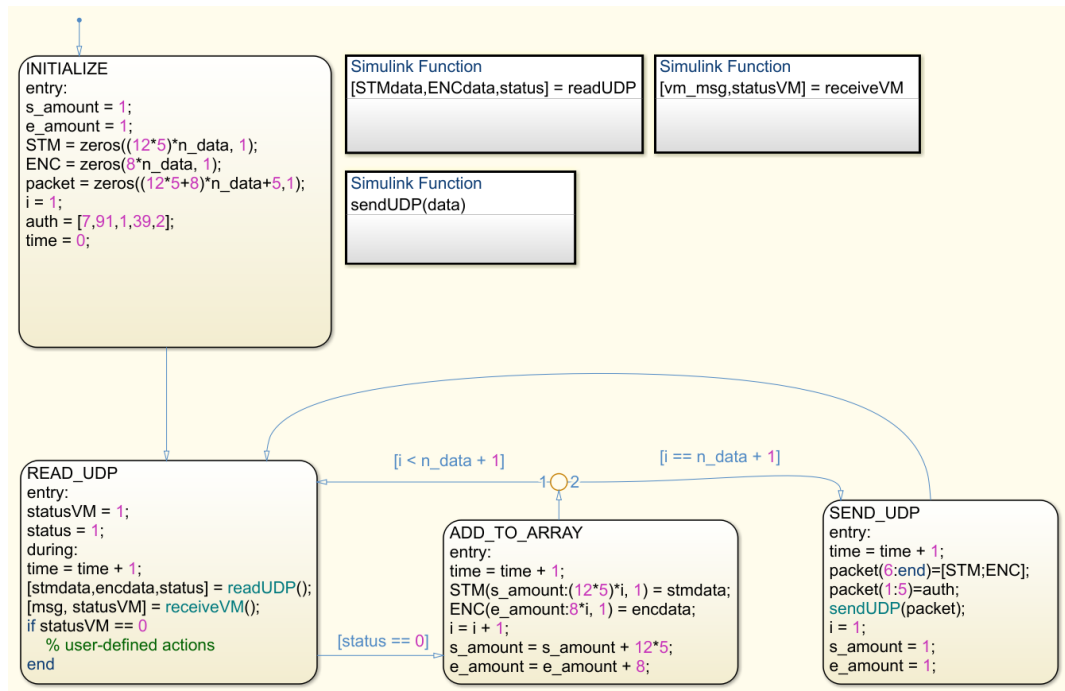 INITIALIZE
entry:
s_amount = 1;
e_amount = 1;
STM = zeros((12*5)*n_data, 1);
ENC = zeros(8*n_data, 1);
packet = zeros((12*5+8)*n_data+5,1);
i = 1;
auth = [7,91,1,39,2];
time = 0;
Simulink Function
[STMdata,ENCdata,status] = readUDP
Simulink Function
[vm_msg,statusVM] = receiveVM
Simulink Function
sendUDP(data)
READ_UDP
entry:
statusVM = 1;
status = 1;
during:
time = time + 1;
[stmdata,encdata,status] = readUDP();
[msg, statusVM] = receiveVM();
if statusVM == 0
% user-defined actions
end
[status == 0]
[i < n_data + 1]
1
2
[i == n_data + 1]
ADD_TO_ARRAY
entry:
time = time + 1;
STM(s_amount:(12*5)*i, 1) = stmdata;
ENC(e_amount:8*i, 1) = encdata;
i = i + 1;
s_amount = s_amount + 12*5;
e_amount = e_amount + 8;
SEND_UDP
entry:
time = time + 1;
packet(6:end)=[STM;ENC];
packet(1:5)=auth;
sendUDP(packet);
i = 1;
s_amount = 1;
e_amount = 1;